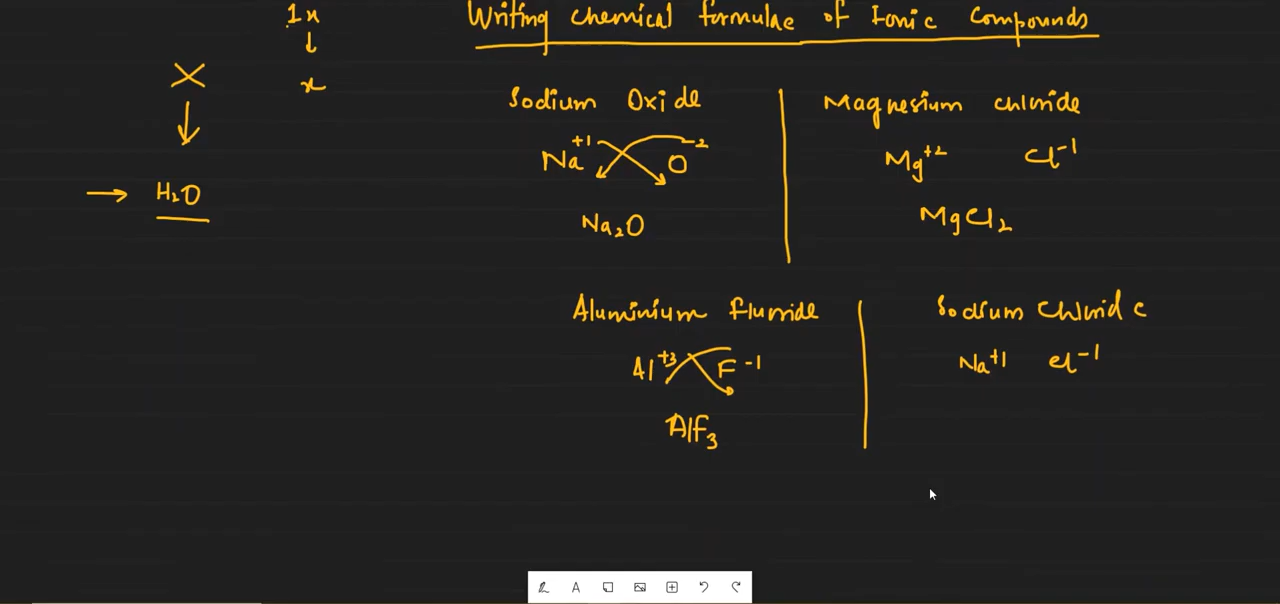 Writing chemical formulae of Ionic Compounds
1x
x
H₂O
Sodium Oxide
Na⁺¹ O⁻²
Na₂O
Magnesium chloride
Mg⁺² Cl⁻¹
MgCl₂
Aluminium fluride
Al⁺³ F⁻¹
AlF₃
Sodium Chloride
Na⁺¹ Cl⁻¹
A